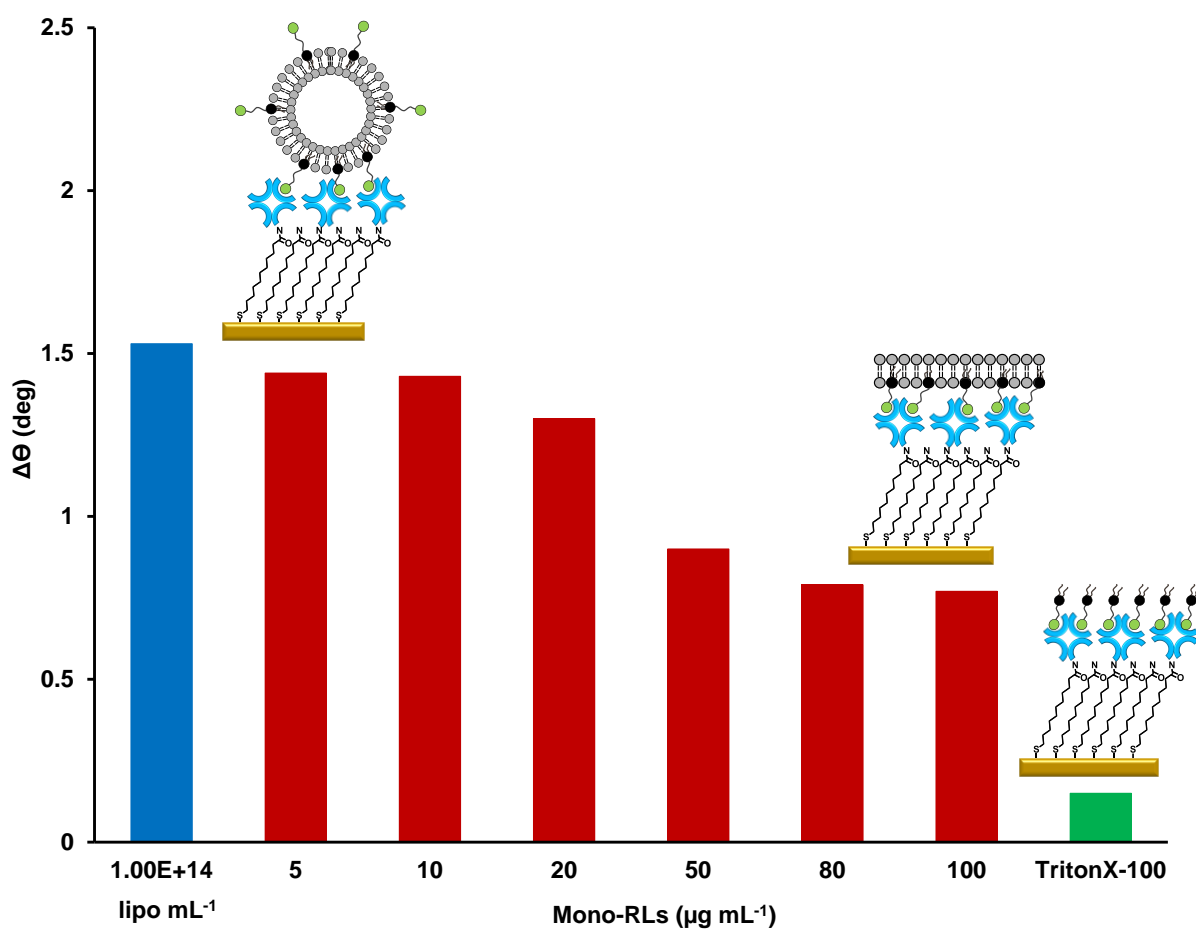 2.5
2
1.5
1
0.5
0
ΔΘ (deg)
N N N N N N
O O O O O O
S S S S S S
N N N N N N
O O O O O O
S S S S S S
N N N N N N
O O O O O O
S S S S S S
1.00E+14 5 10 20 50 80 100 TritonX-100
lipo mL⁻¹ Mono-RLs (µg mL⁻¹)